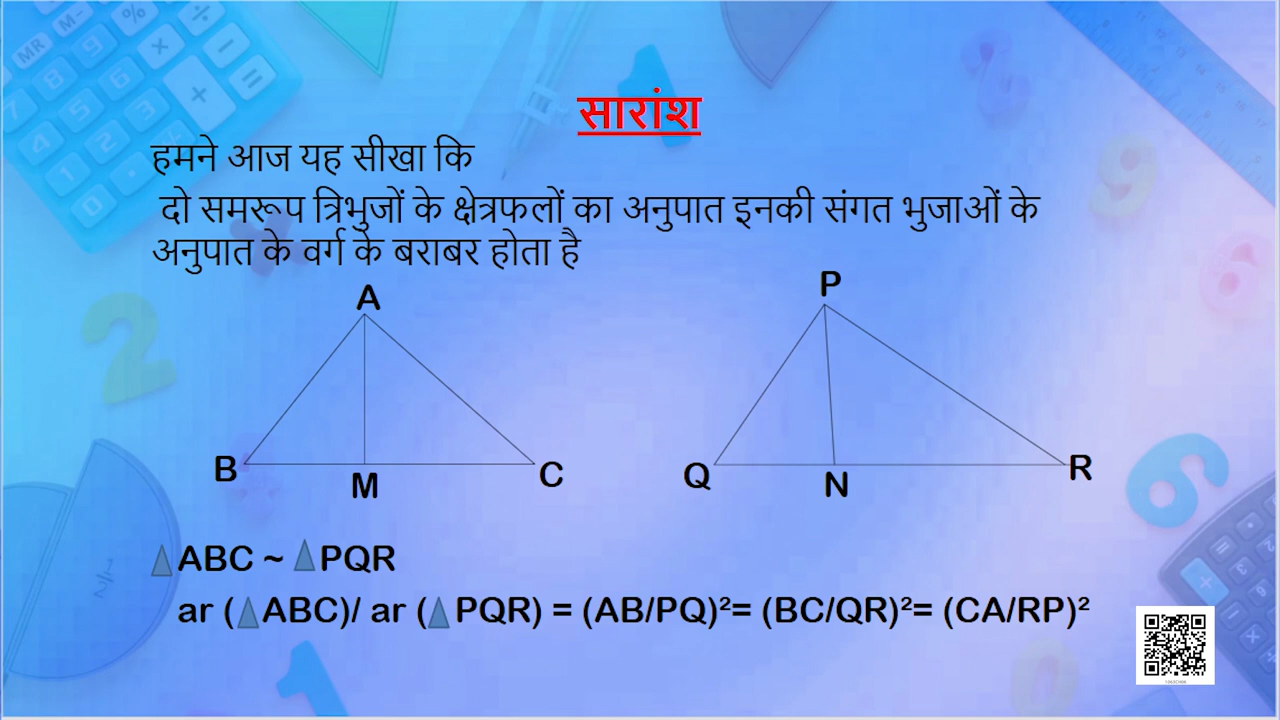 सारांश
हमने आज यह सीखा कि
दो समरूप त्रिभुजों के क्षेत्रफलों का अनुपात इनकी संगत भुजाओं के
अनुपात के वर्ग के बराबर होता है
A
P
B
M
C
Q
N
R
ABC ~ PQR
ar ( ABC)/ ar ( PQR) = (AB/PQ)²= (BC/QR)²= (CA/RP)²